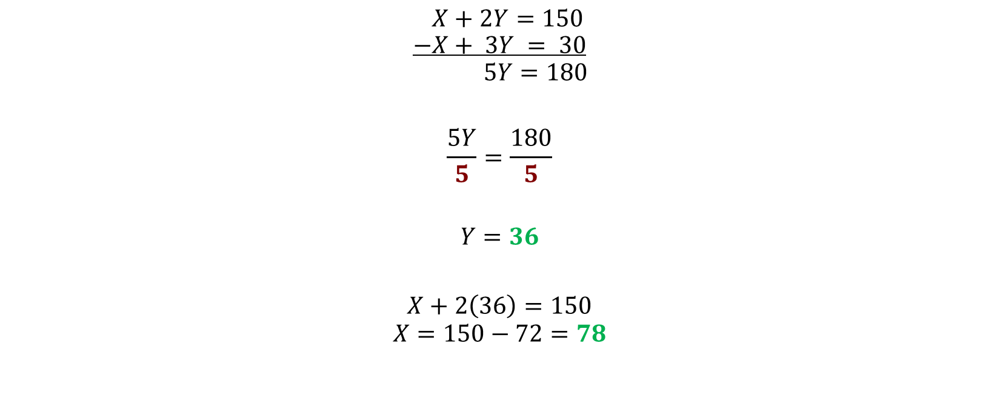 X + 2Y = 150
−X + 3Y = 30
5Y = 180
5Y/5 = 180/5
Y = 36
X + 2(36) = 150
X = 150 − 72 = 78